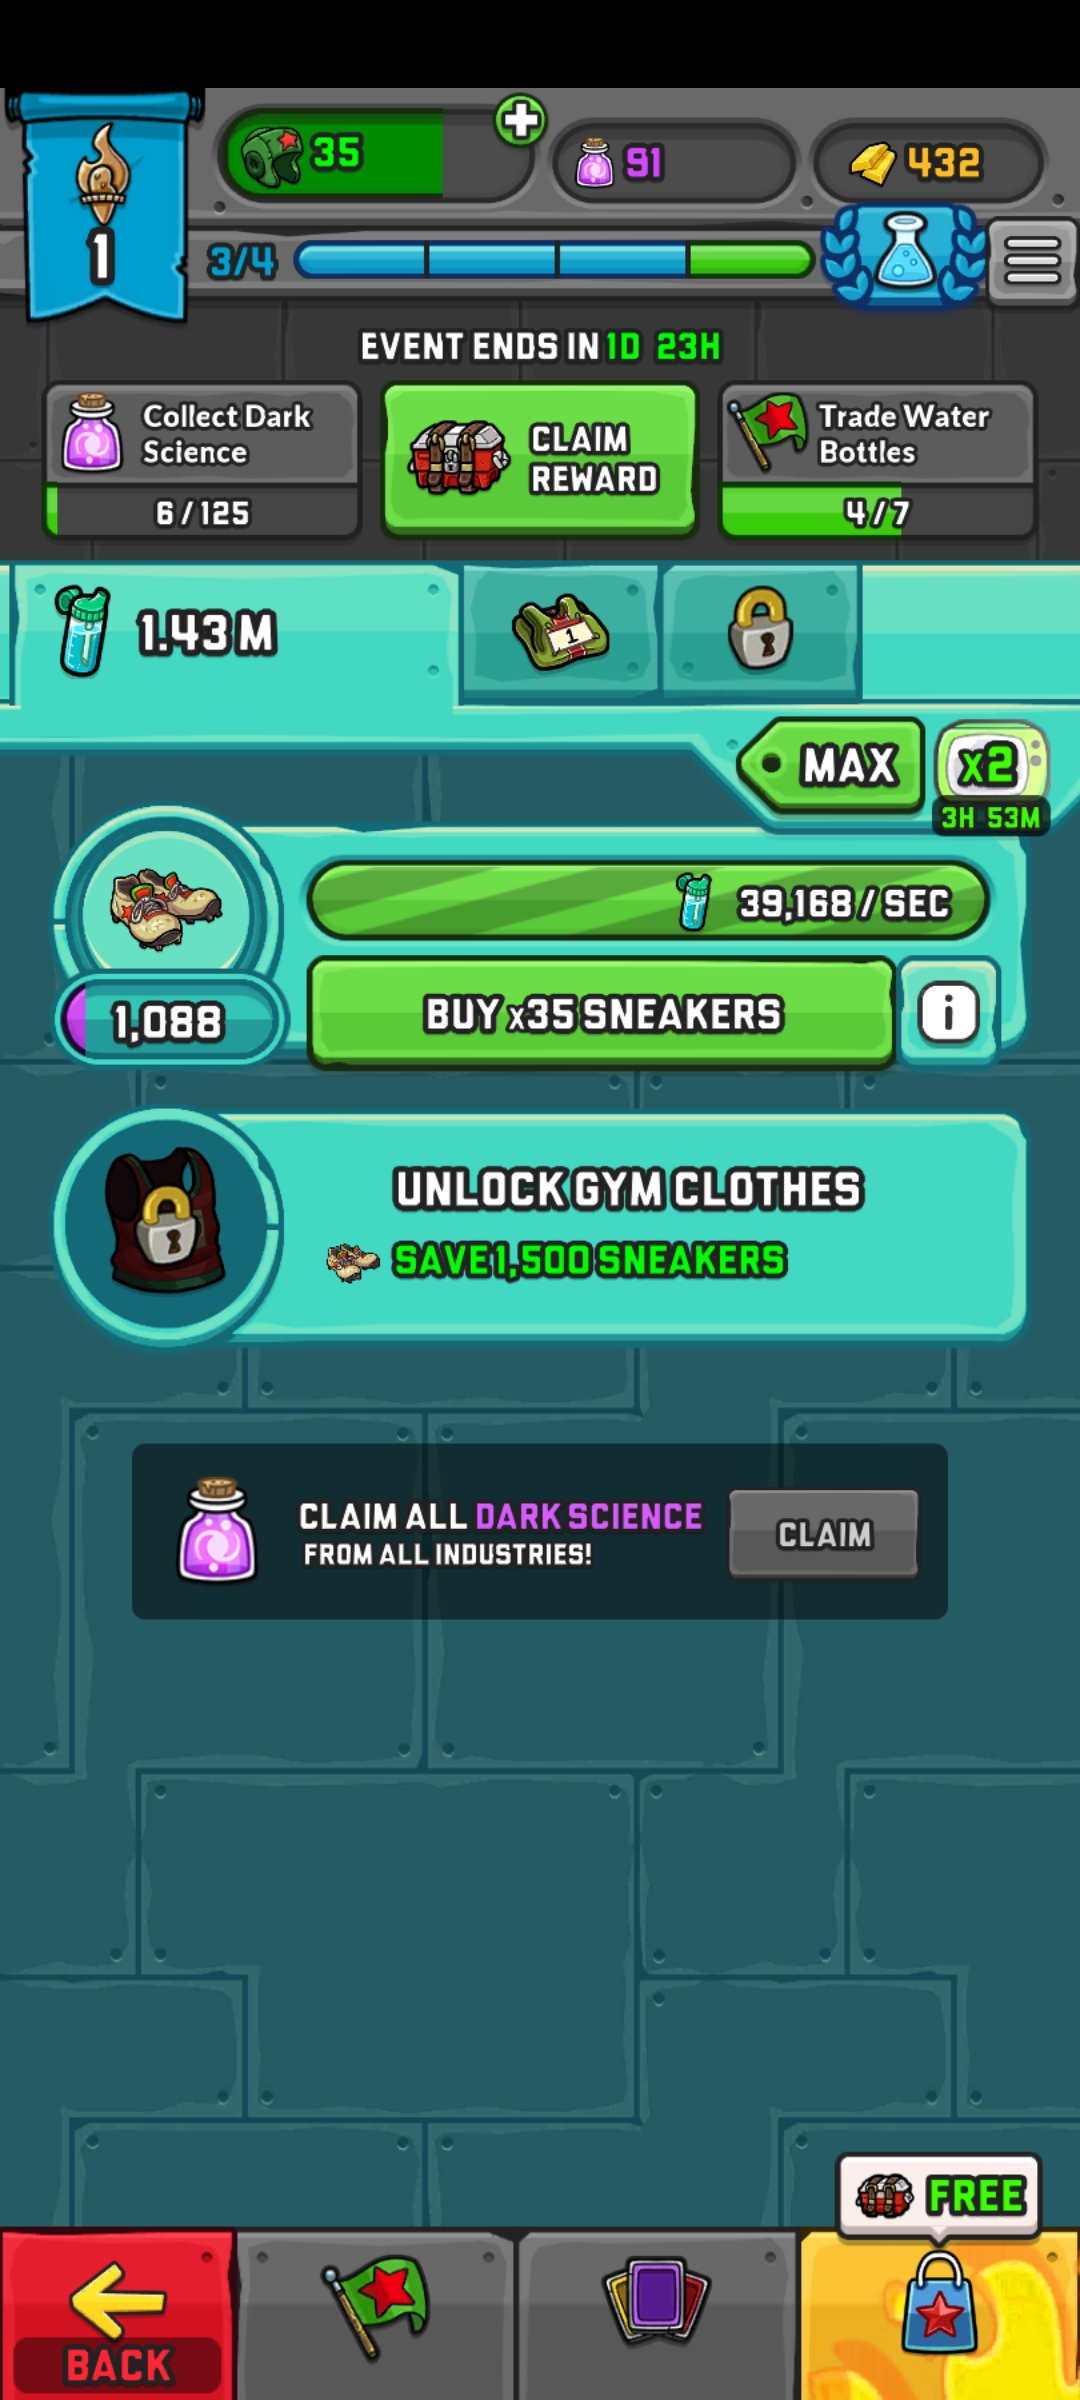 35
91
432
1
3/4
EVENT ENDS IN 1D 23H
Collect Dark
Science
6/125
CLAIM
REWARD
Trade Water
Bottles
4/7
1.43 M
1
MAX
x2
3H 53M
39,168 / SEC
1,088
BUY x35 SNEAKERS
i
UNLOCK GYM CLOTHES
SAVE 1,500 SNEAKERS
CLAIM ALL DARK SCIENCE
FROM ALL INDUSTRIES!
CLAIM
FREE
BACK